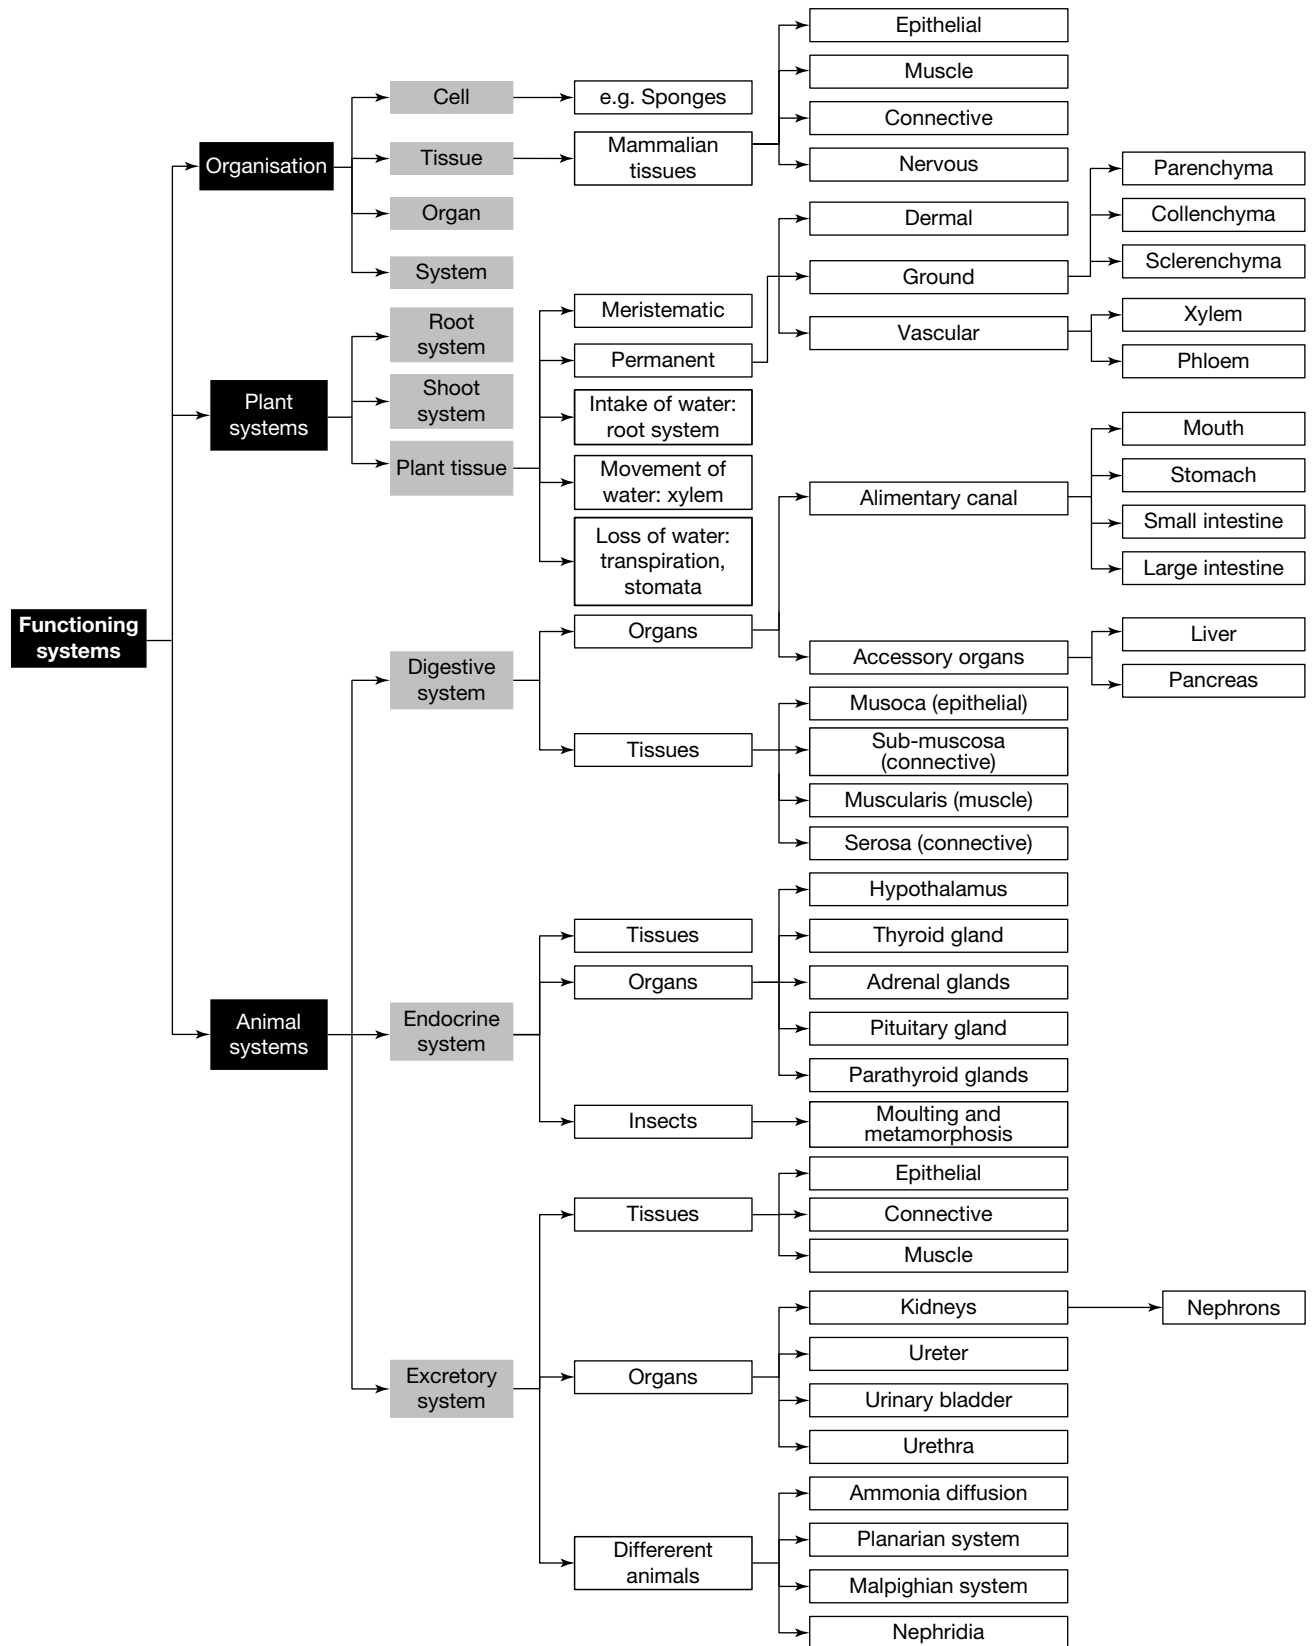 Functioning
systems
Organisation
Cell
e.g. Sponges
Tissue
Mammalian
tissues
Epithelial
Muscle
Connective
Nervous
Organ
System
Plant
systems
Root
system
Shoot
system
Plant tissue
Meristematic
Permanent
Dermal
Ground
Parenchyma
Collenchyma
Sclerenchyma
Vascular
Xylem
Phloem
Intake of water:
root system
Movement of
water: xylem
Loss of water:
transpiration,
stomata
Animal
systems
Digestive
system
Organs
Alimentary canal
Mouth
Stomach
Small intestine
Large intestine
Accessory organs
Liver
Pancreas
Tissues
Musoca (epithelial)
Sub-muscosa
(connective)
Muscularis (muscle)
Serosa (connective)
Endocrine
system
Tissues
Organs
Hypothalamus
Thyroid gland
Adrenal glands
Pituitary gland
Parathyroid glands
Insects
Moulting and
metamorphosis
Excretory
system
Tissues
Epithelial
Connective
Muscle
Organs
Kidneys
Nephrons
Ureter
Urinary bladder
Urethra
Differerent
animals
Ammonia diffusion
Planarian system
Malpighian system
Nephridia